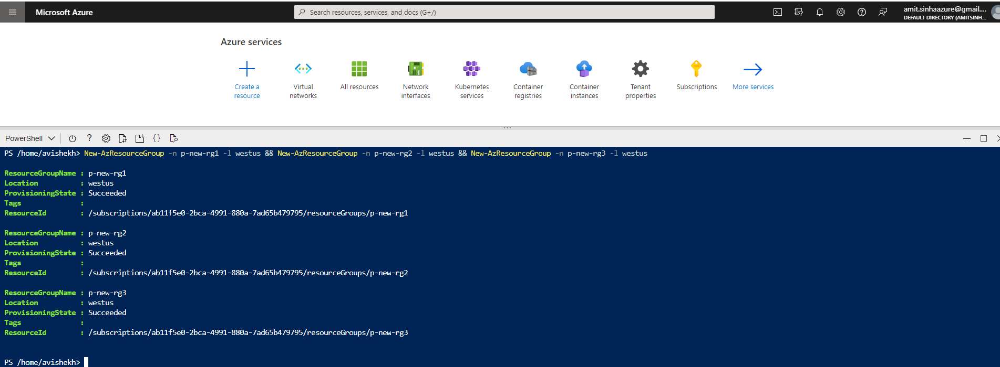 Microsoft Azure
Search resources, services, and docs (G+/)
amit.sinhaazure@gmail....
DEFAULT DIRECTORY (AMITSINH...
Azure services
Create a
resource
Virtual
networks
All resources
Network
interfaces
Kubernetes
services
Container
registries
Container
instances
Tenant
properties
Subscriptions
More services
PowerShell
PS /home/avishekh> New-AzResourceGroup -n p-new-rg1 -l westus && New-AzResourceGroup -n p-new-rg2 -l westus && New-AzResourceGroup -n p-new-rg3 -l westus
ResourceGroupName : p-new-rg1
Location : westus
ProvisioningState : Succeeded
Tags :
ResourceId : /subscriptions/ab11f5e0-2bca-4991-880a-7ad65b479795/resourceGroups/p-new-rg1
ResourceGroupName : p-new-rg2
Location : westus
ProvisioningState : Succeeded
Tags :
ResourceId : /subscriptions/ab11f5e0-2bca-4991-880a-7ad65b479795/resourceGroups/p-new-rg2
ResourceGroupName : p-new-rg3
Location : westus
ProvisioningState : Succeeded
Tags :
ResourceId : /subscriptions/ab11f5e0-2bca-4991-880a-7ad65b479795/resourceGroups/p-new-rg3
PS /home/avishekh>